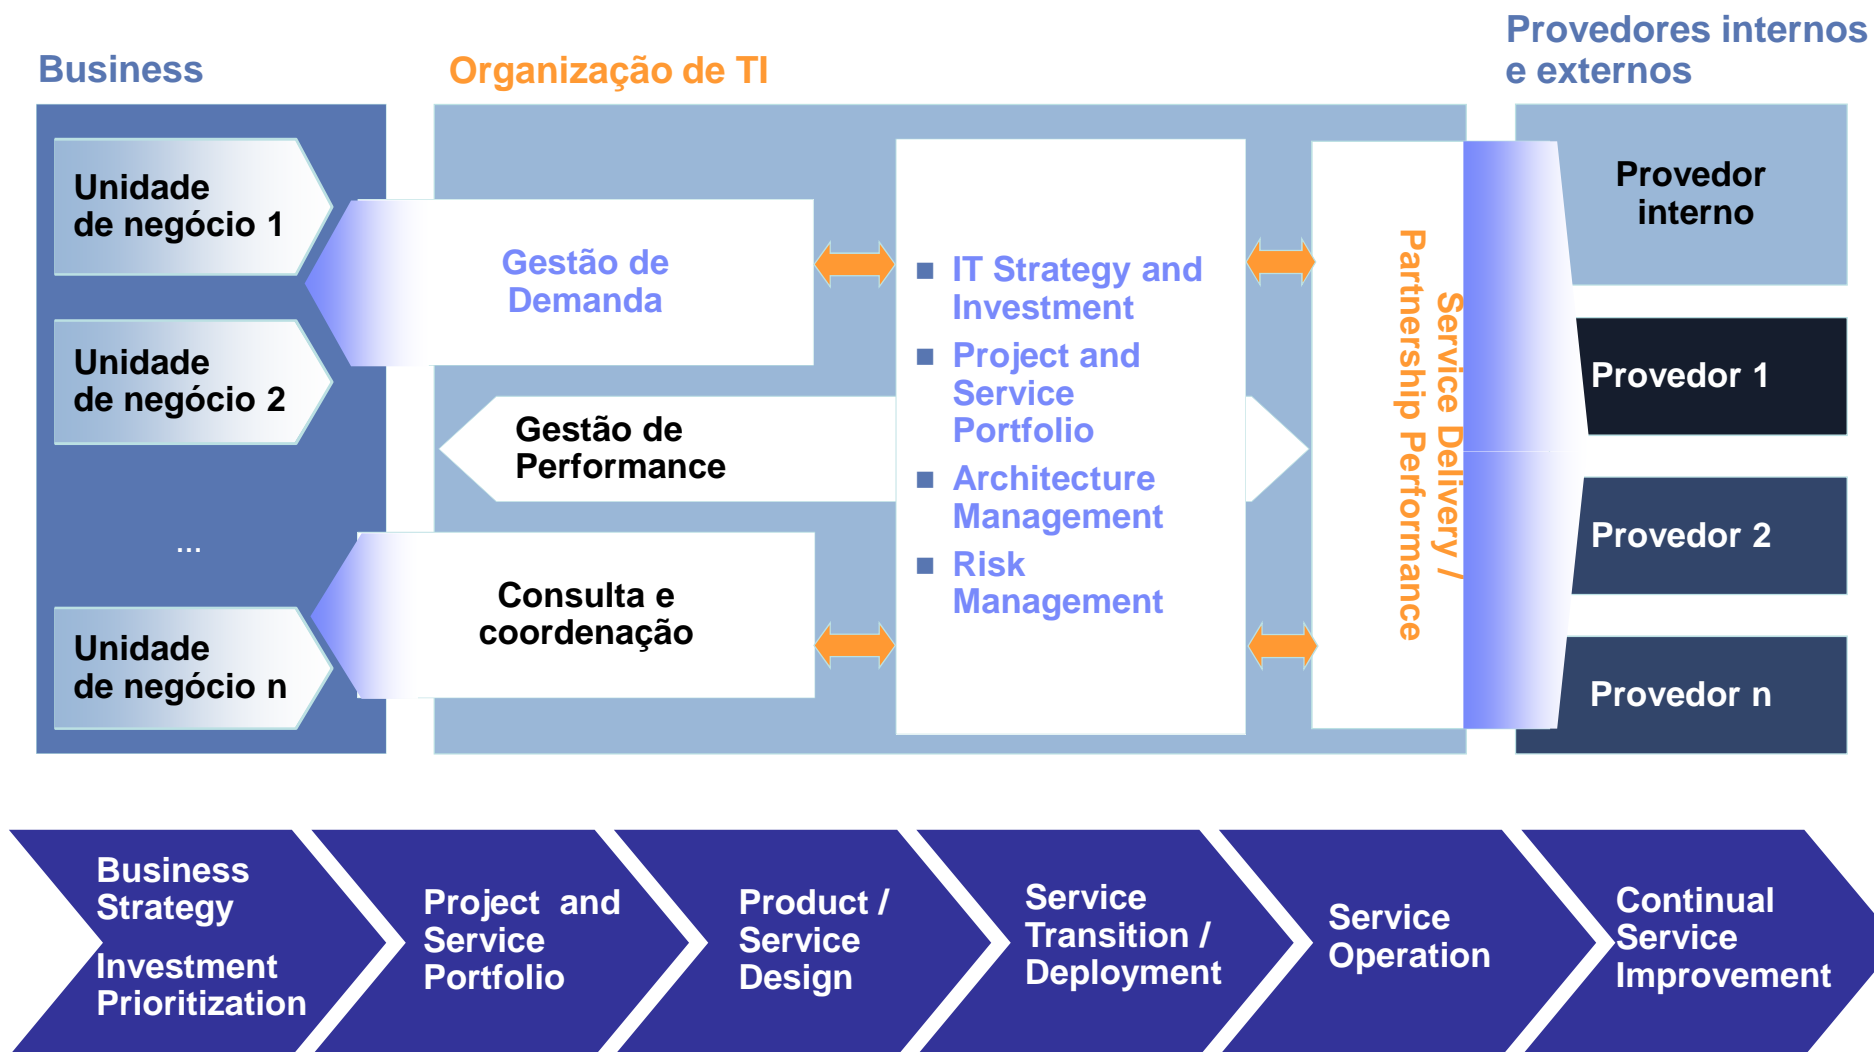 Business
Organização de TI
Provedores internos
e externos
Unidade
de negócio 1
Unidade
de negócio 2
...
Unidade
de negócio n
Gestão de
Demanda
Gestão de
Performance
Consulta e
coordenação
■ IT Strategy and
Investment
■ Project and
Service
Portfolio
■ Architecture
Management
■ Risk
Management
Service Delivery /
Partnership Performance
Provedor
interno
Provedor 1
Provedor 2
Provedor n
Business
Strategy
Investment
Prioritization
Project and
Service
Portfolio
Product /
Service
Design
Service
Transition /
Deployment
Service
Operation
Continual
Service
Improvement